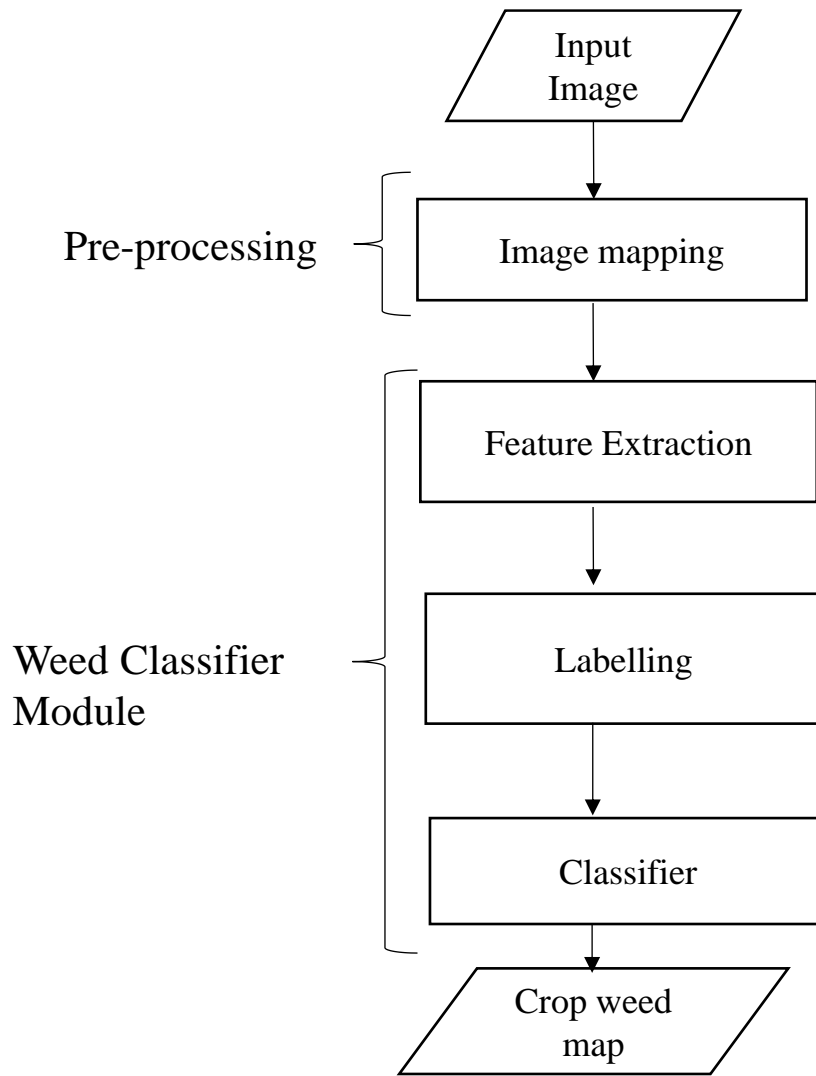 Input
Image
Pre-processing
Image mapping
Feature Extraction
Weed Classifier
Module
Labelling
Classifier
Crop weed
map